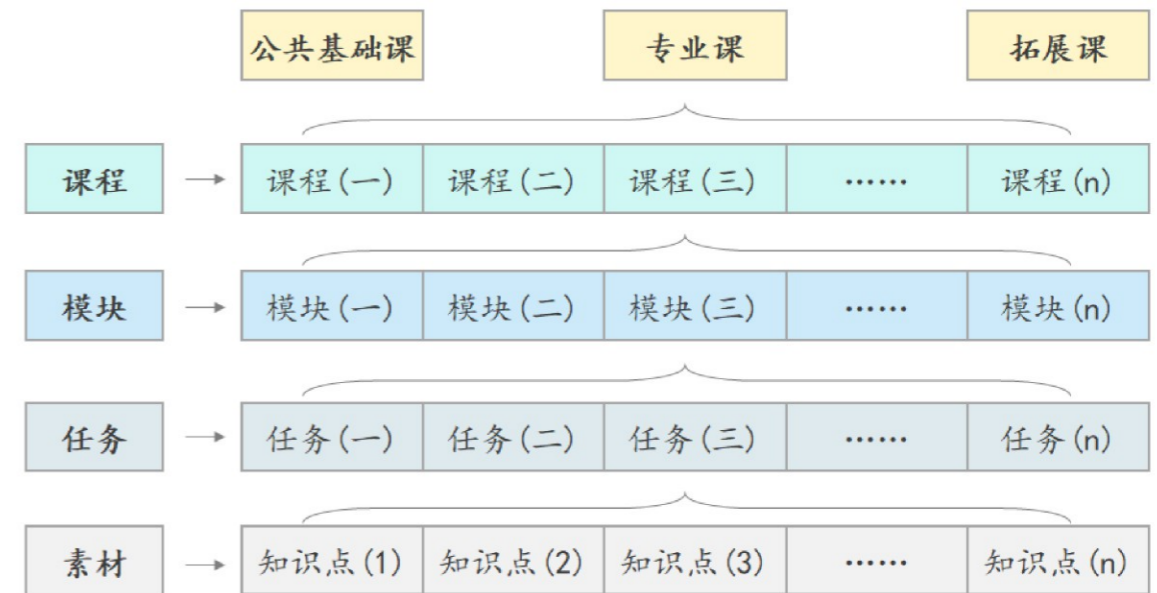 公共基础课 专业课 拓展课
课程 课程(一) 课程(二) 课程(三) …… 课程(n)
模块 模块(一) 模块(二) 模块(三) …… 模块(n)
任务 任务(一) 任务(二) 任务(三) …… 任务(n)
素材 知识点(1) 知识点(2) 知识点(3) …… 知识点(n)